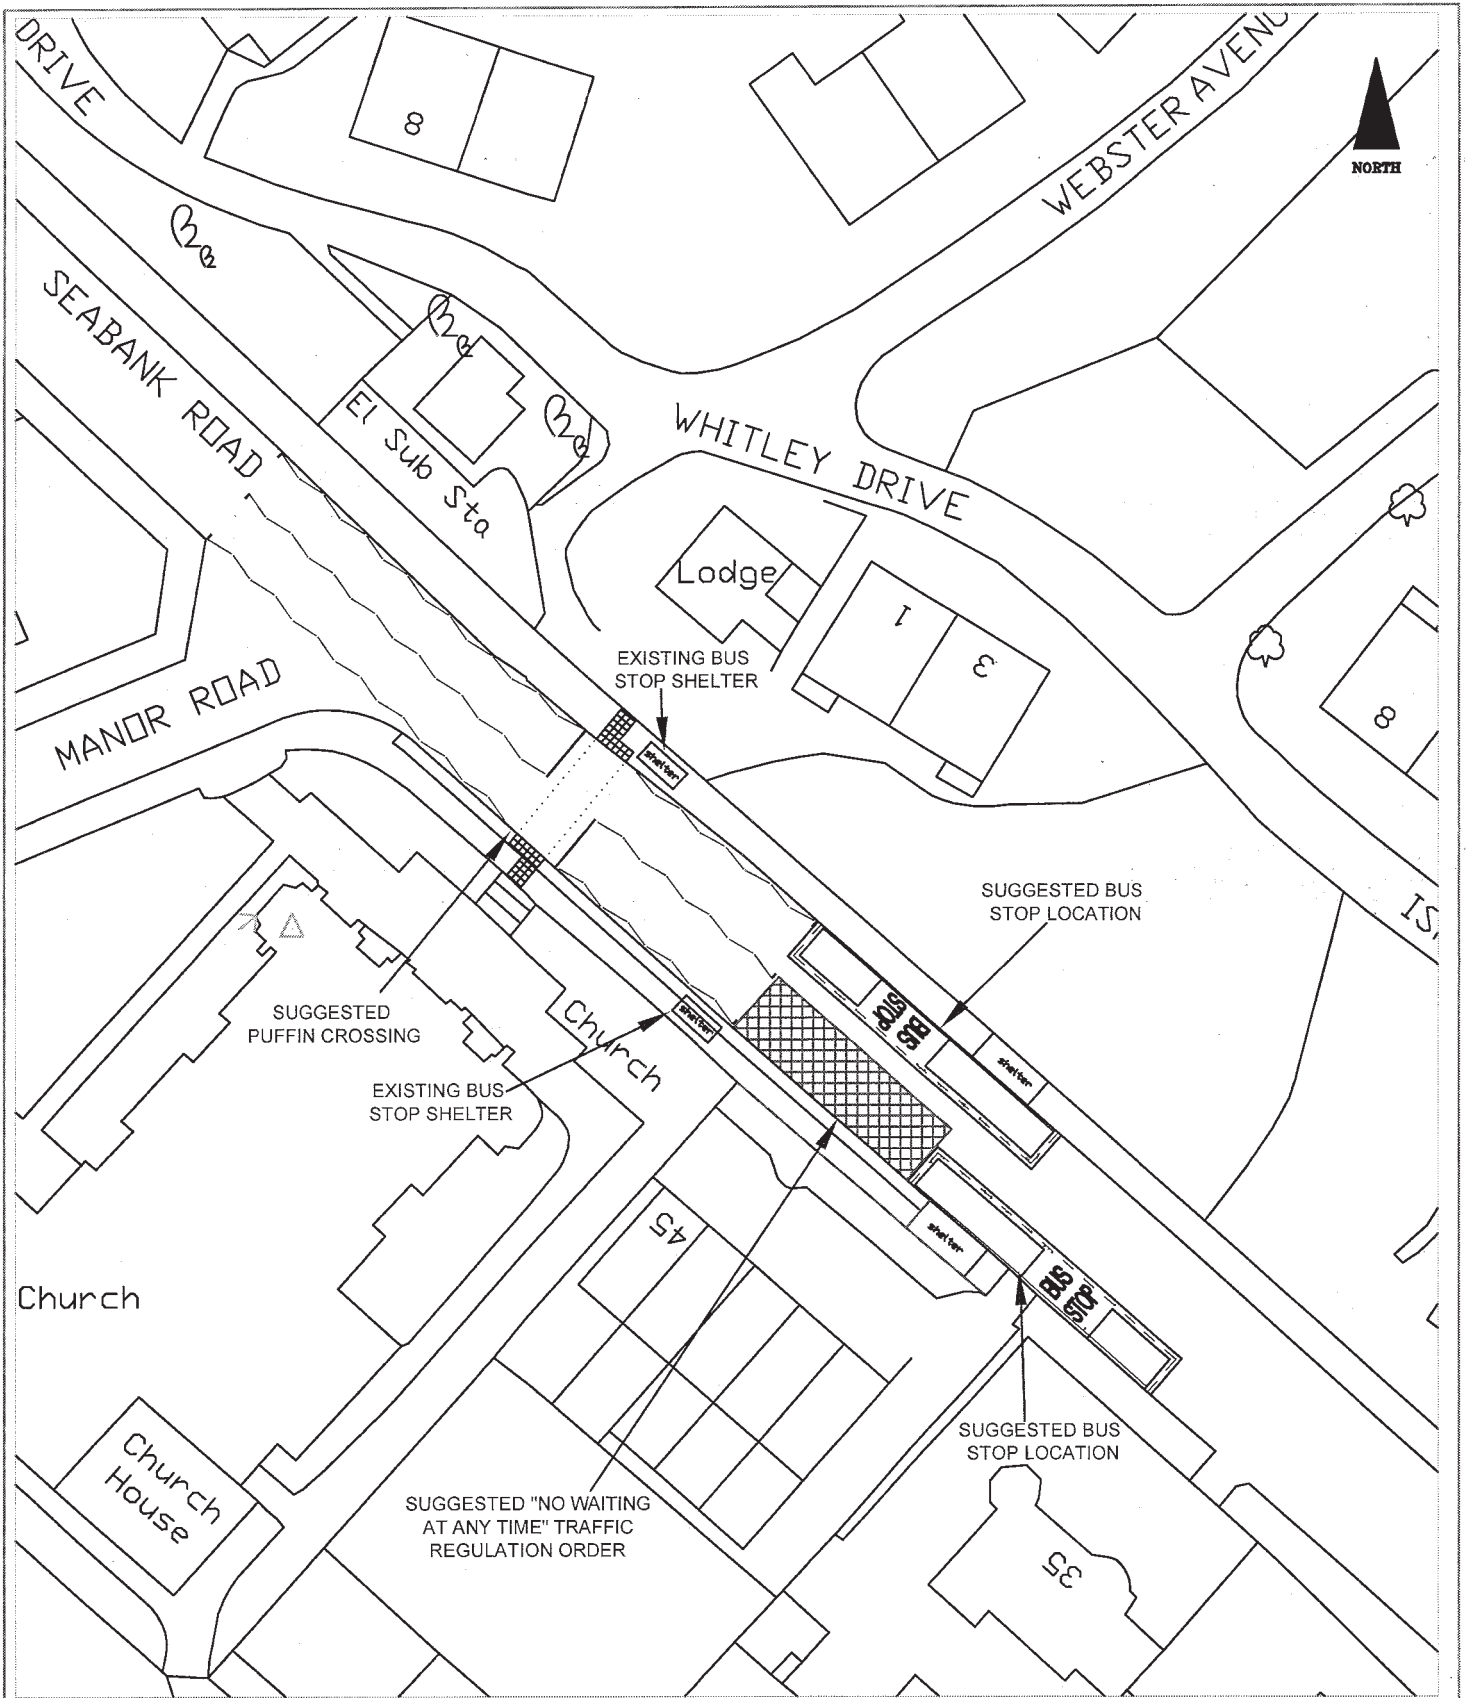 DRIVE
8
WEBSTER AVENU
NORTH
SEABANK ROAD
El Sub Sta
WHITLEY DRIVE
Lodge
1
3
8
MANOR ROAD
EXISTING BUS
STOP SHELTER
shelter
SUGGESTED BUS
STOP LOCATION
IS
SUGGESTED
PUFFIN CROSSING
shelter
Church
BUS
STOP
shelter
EXISTING BUS
STOP SHELTER
45
shelter
BUS
STOP
Church
SUGGESTED BUS
STOP LOCATION
Church
House
SUGGESTED "NO WAITING
AT ANY TIME" TRAFFIC
REGULATION ORDER
35